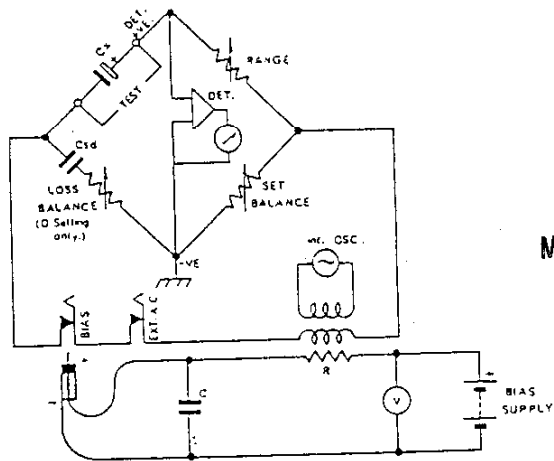 DET.
+VE.
Cx
+
TEST
RANGE
DET.
Csd
LOSS
BALANCE
(D Setting
only.)
SET
BALANCE
-VE
Int. OSC.
M
BIAS
EXT. A.C
+
R
C
V
+
BIAS
SUPPLY